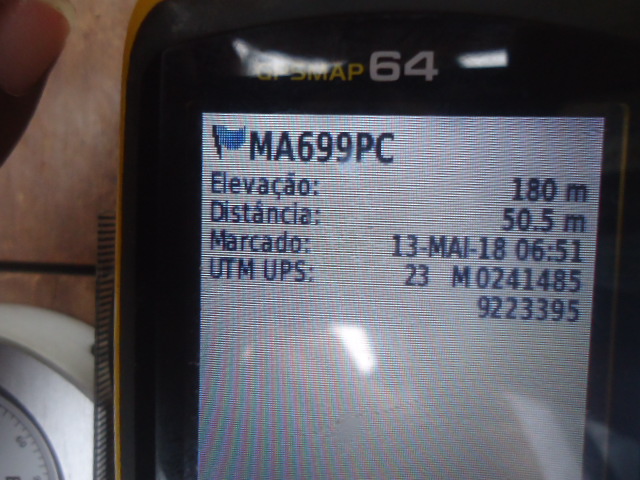 GPSMAP 64
MA699PC
Elevação: 180 m
Distância: 50.5 m
Marcado: 13-MAI-18 06:51
UTM UPS: 23 M 0241485
9223395